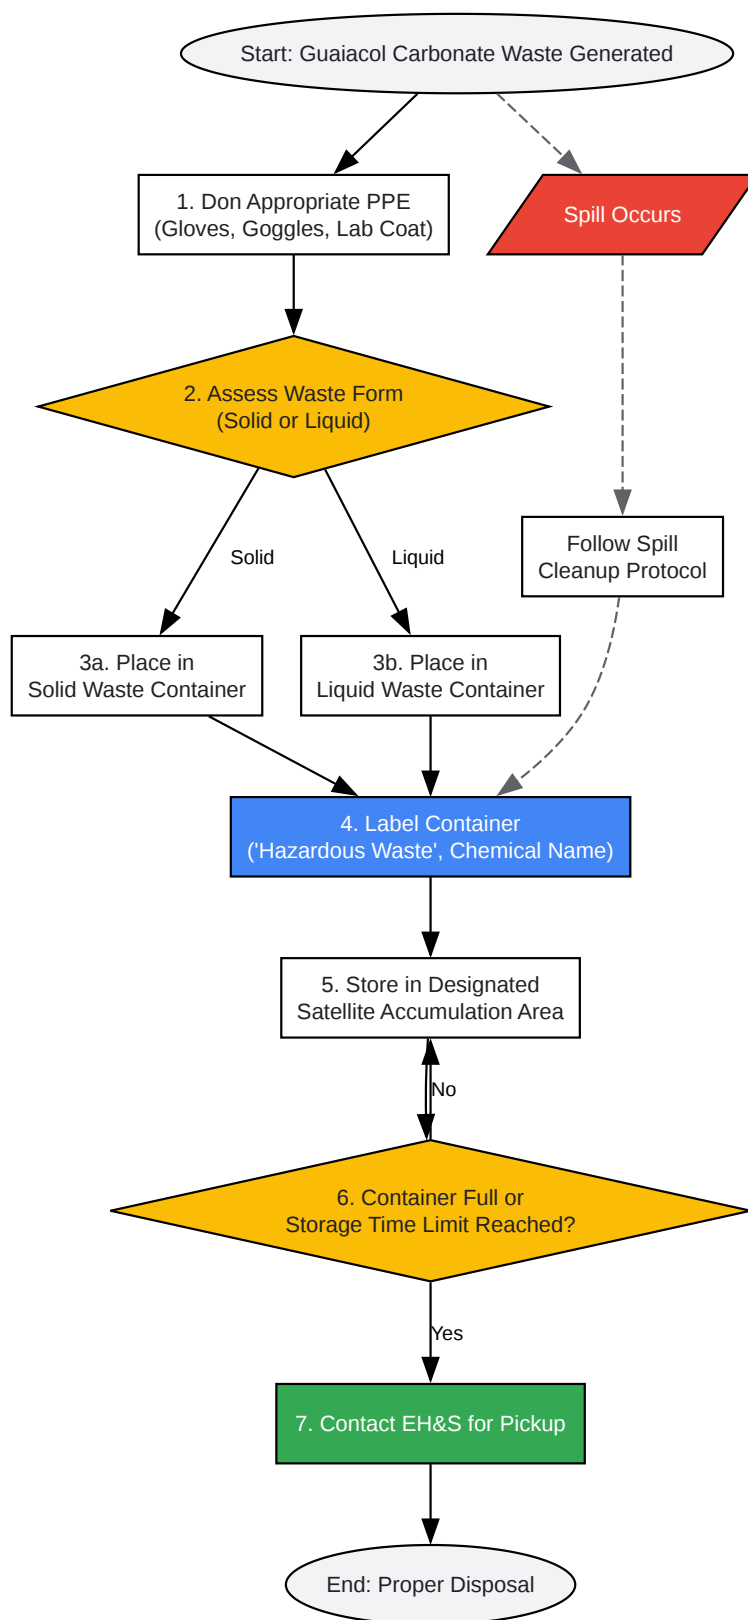 Start: Guaiacol Carbonate Waste Generated
1. Don Appropriate PPE
(Gloves, Goggles, Lab Coat)
Spill Occurs
2. Assess Waste Form
(Solid or Liquid)
Solid
Liquid
Follow Spill
Cleanup Protocol
3a. Place in
Solid Waste Container
3b. Place in
Liquid Waste Container
4. Label Container
('Hazardous Waste', Chemical Name)
5. Store in Designated
Satellite Accumulation Area
No
6. Container Full or
Storage Time Limit Reached?
Yes
7. Contact EH&S for Pickup
End: Proper Disposal